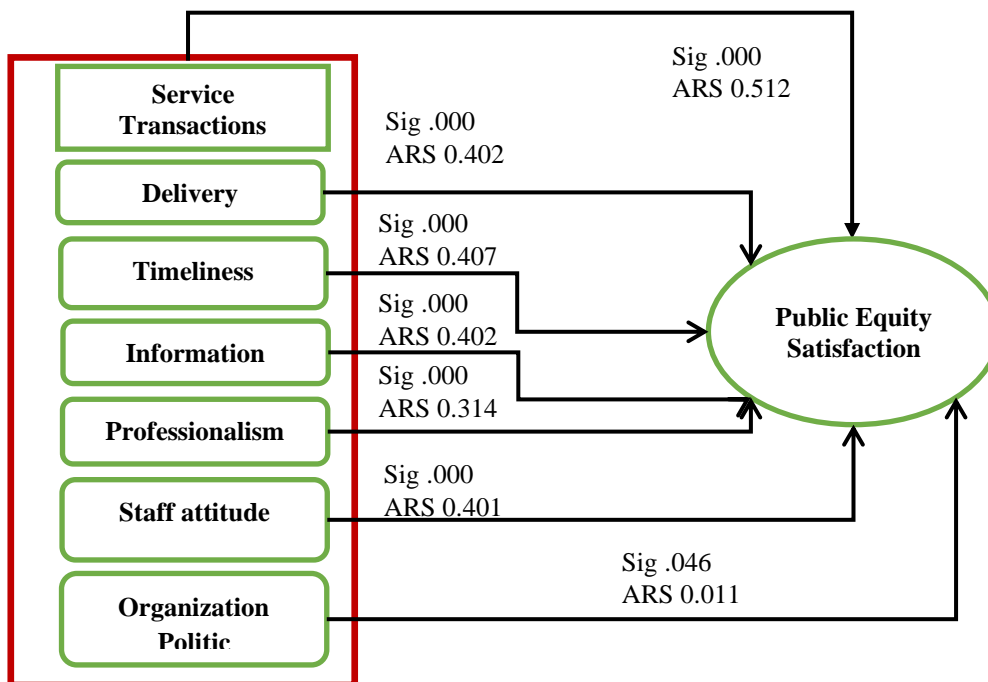 Service
Transactions
Sig .000
ARS 0.512
Delivery
Sig .000
ARS 0.402
Timeliness
Sig .000
ARS 0.407
Information
Sig .000
ARS 0.402
Professionalism
Sig .000
ARS 0.314
Staff attitude
Sig .000
ARS 0.401
Organization
Politic
Sig .046
ARS 0.011
Public Equity
Satisfaction